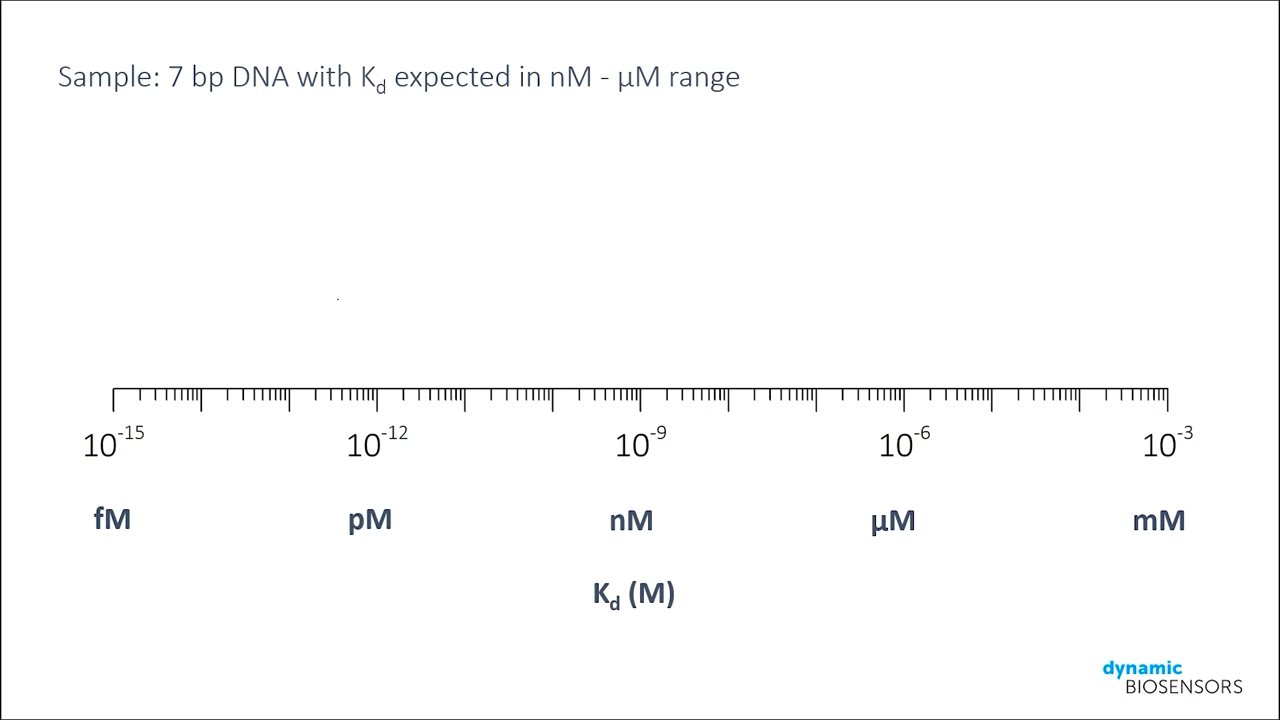 Sample: 7 bp DNA with Kd expected in nM - µM range
10-15 10-12 10-9 10-6 10-3
fM pM nM µM mM
Kd (M)
dynamic
BIOSENSORS